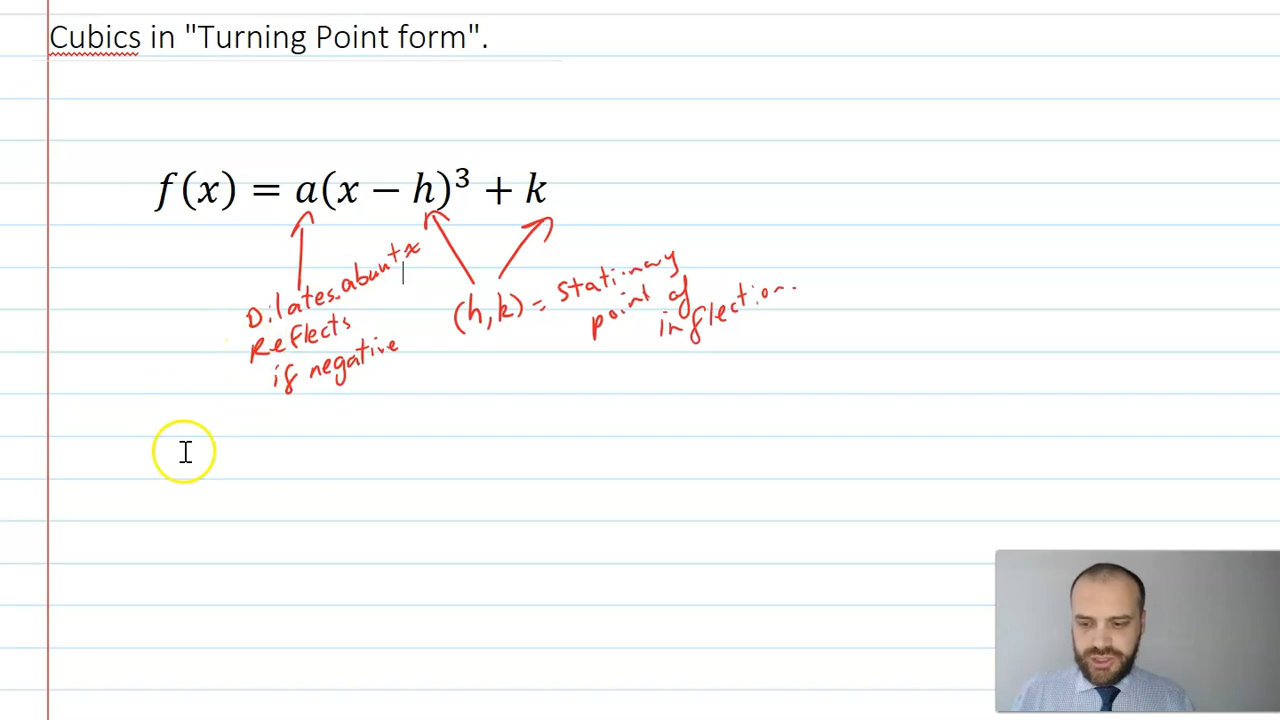 Cubics in "Turning Point form".
f(x) = a(x − h)³ + k
Dilates about x
Reflects
if negative
(h,k) = Stationary
point of
inflection.